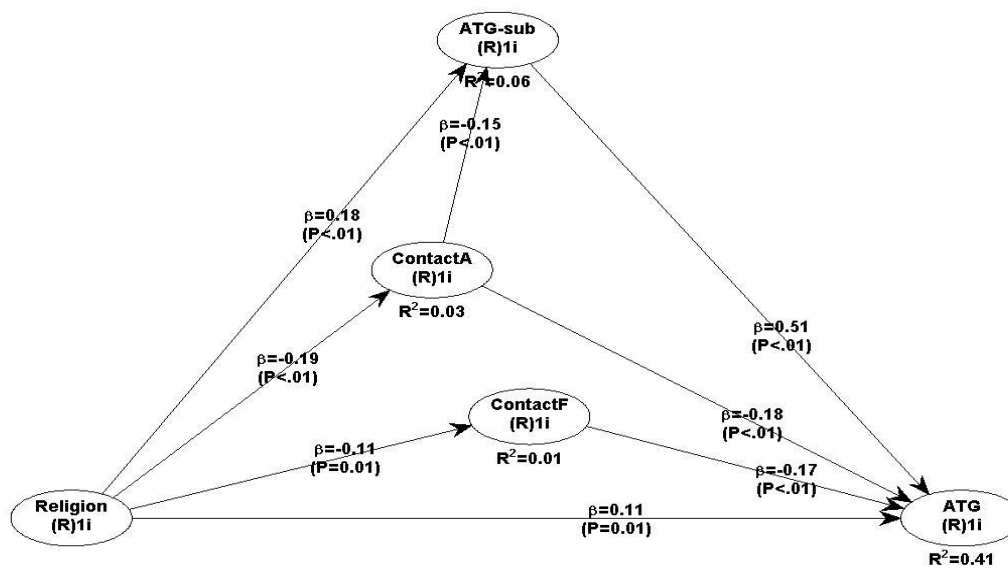 ATG-sub
(R)1i
R²=0.06
β=-0.15
(P<.01)
β=0.18
(P<.01)
ContactA
(R)1i
R²=0.03
β=0.51
(P<.01)
β=-0.19
(P<.01)
ContactF
(R)1i
R²=0.01
β=-0.18
(P<.01)
β=-0.11
(P=0.01)
β=-0.17
(P<.01)
Religion
(R)1i
β=0.11
(P=0.01)
ATG
(R)1i
R²=0.41